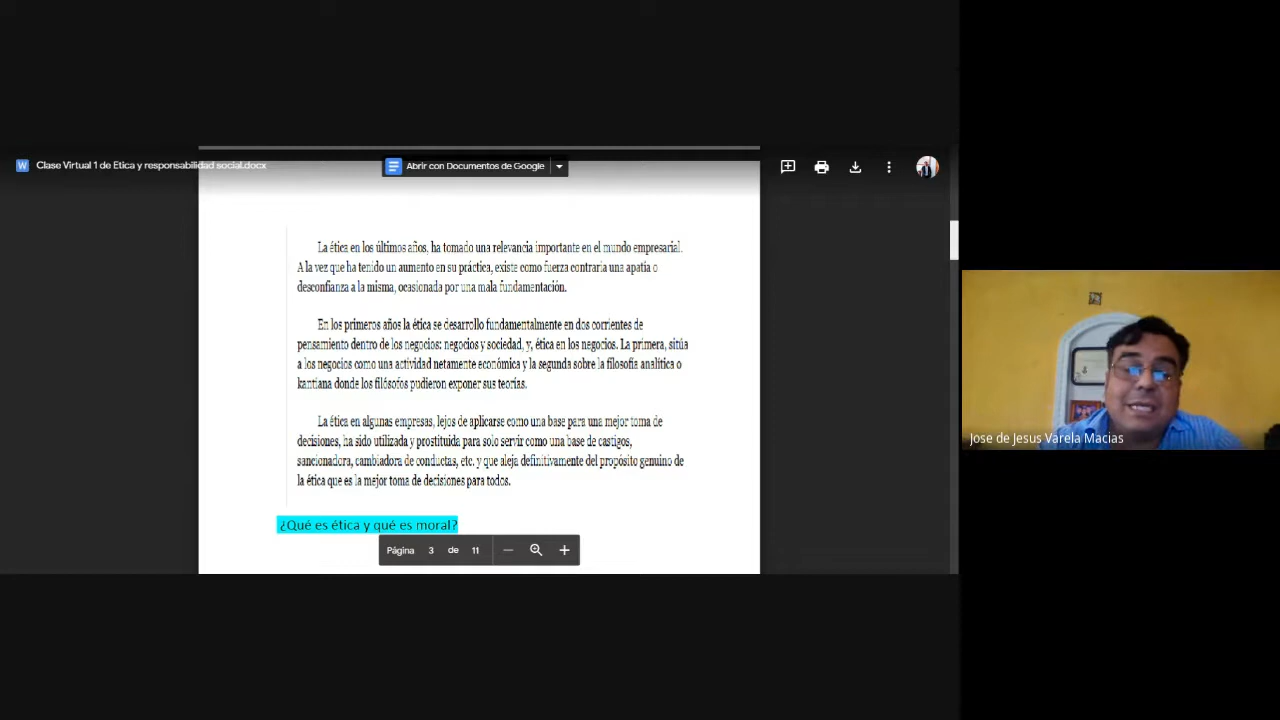 Clase Virtual 1 de Etica y responsabilidad social.docx
Abrir con Documentos de Google
La ética en los últimos años, ha tomado una relevancia importante en el mundo empresarial.
A la vez que ha tenido un aumento en su práctica, existe como fuerza contraria una apatía o
desconfianza a la misma, ocasionada por una mala fundamentación.
En los primeros años la ética se desarrollo fundamentalmente en dos corrientes de
pensamiento dentro de los negocios: negocios y sociedad, y, ética en los negocios. La primera, sitúa
a los negocios como una actividad netamente económica y la segunda sobre la filosofía analítica o
kantiana donde los filósofos pudieron exponer sus teorías.
La ética en algunas empresas, lejos de aplicarse como una base para una mejor toma de
decisiones, ha sido utilizada y prostituida para solo servir como una base de castigos,
sancionadora, cambiadora de conductas, etc. y que aleja definitivamente del propósito genuino de
la ética que es la mejor toma de decisiones para todos.
¿Qué es ética y qué es moral?
Página 3 de 11
Jose de Jesus Varela Macias